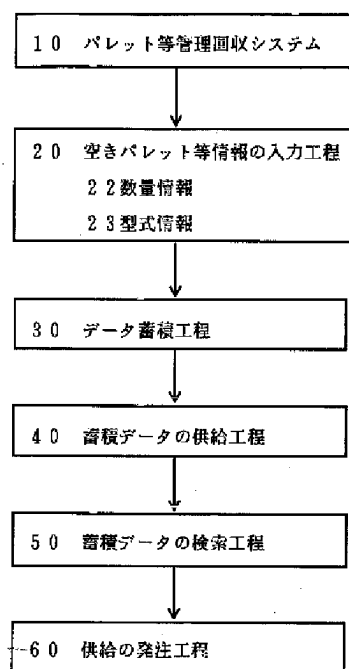 10 パレット等管理回収システム
20 空きパレット等情報の入力工程
22数量情報
23型式情報
30 データ蓄積工程
40 蓄積データの供給工程
50 蓄積データの検索工程
60 供給の発注工程